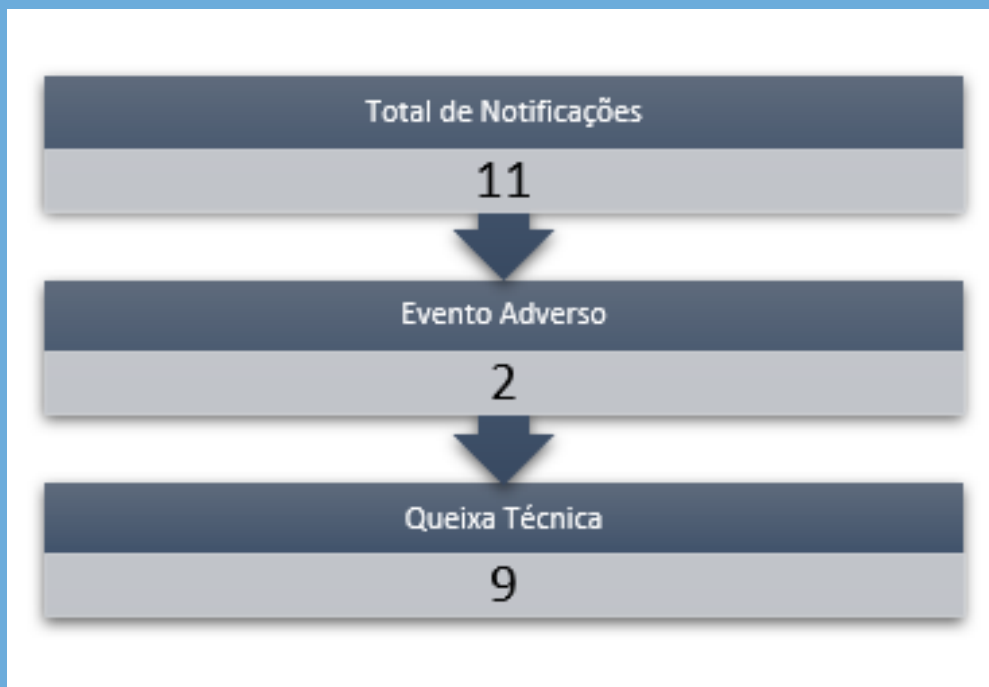 Total de Notificações
11
Evento Adverso
2
Queixa Técnica
9